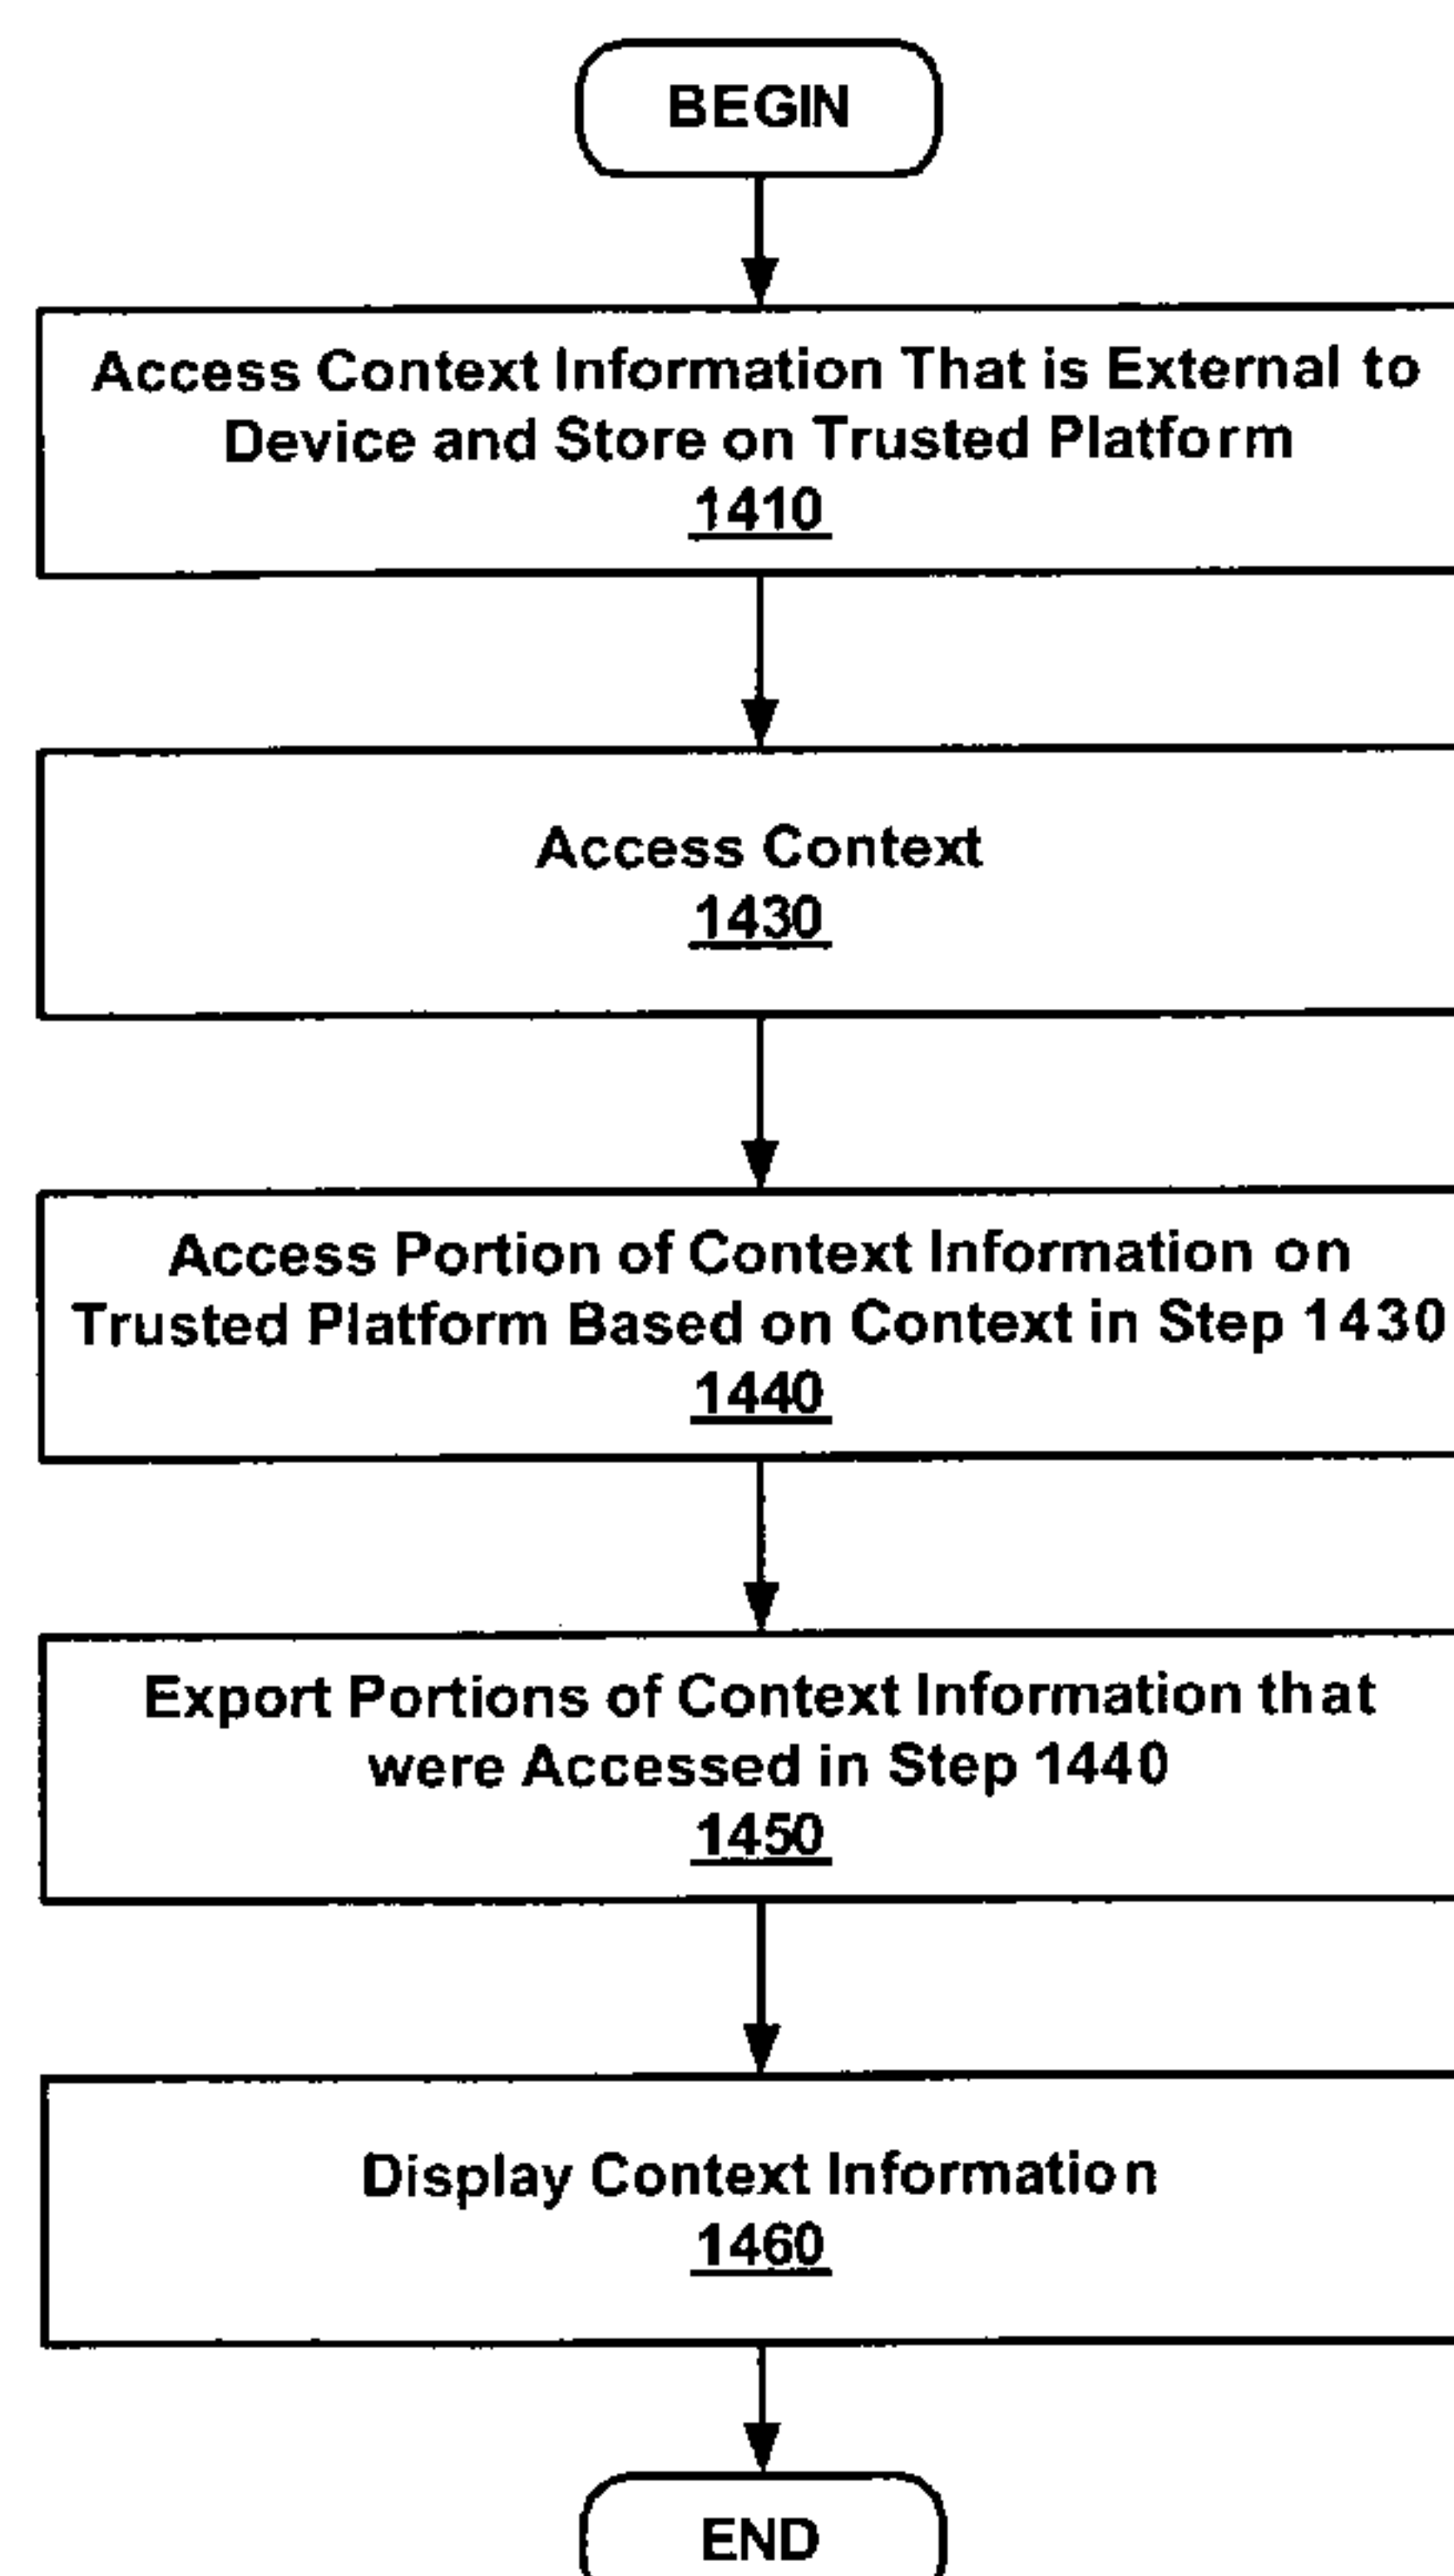 BEGIN
Access Context Information That is External to
Device and Store on Trusted Platform
1410
Access Context
1430
Access Portion of Context Information on
Trusted Platform Based on Context in Step 1430
1440
Export Portions of Context Information that
were Accessed in Step 1440
1450
Display Context Information
1460
END